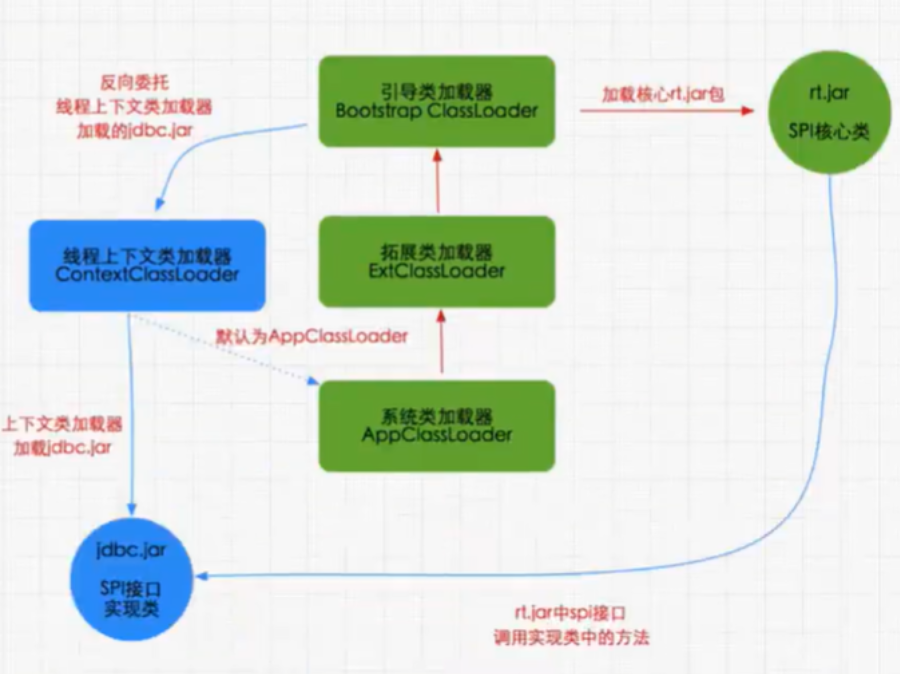 反向委托
线程上下文类加载器
加载的jdbc.jar
引导类加载器
Bootstrap ClassLoader
加载核心rt.jar包
rt.jar
SPI核心类
线程上下文类加载器
ContextClassLoader
拓展类加载器
ExtClassLoader
默认为AppClassLoader
上下文类加载器
加载jdbc.jar
系统类加载器
AppClassLoader
jdbc.jar
SPI接口
实现类
rt.jar中spi接口
调用实现类中的方法